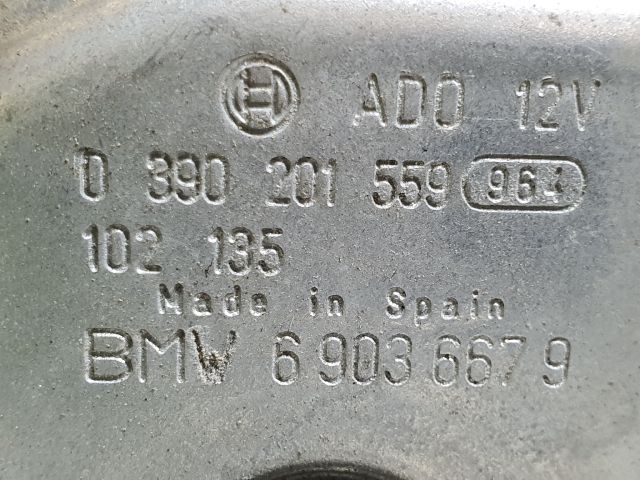 ADO 12V
0 390 201 559 964
102 135
Made in Spain
BMW 6 903 667 9